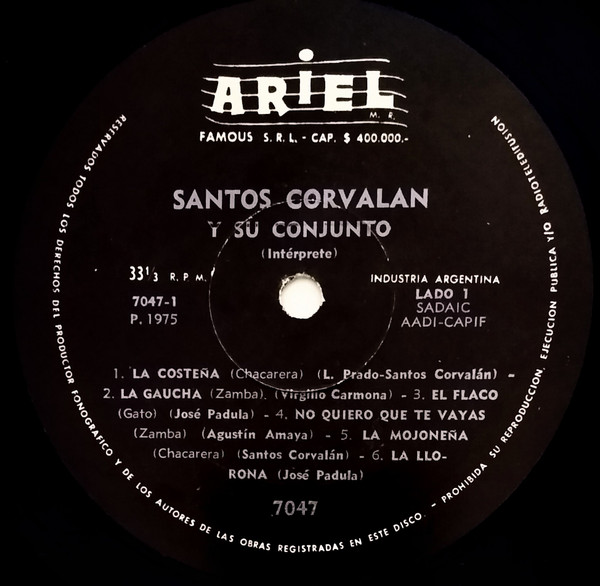 ARIEL
M. R.
FAMOUS S. R. L. - CAP. $ 400.000.-
SANTOS CORVALAN
Y SU CONJUNTO
(Intérprete)
33 1/3 R. P. M.
7047-1
P. 1975
INDUSTRIA ARGENTINA
LADO 1
SADAIC
AADI-CAPIF
1. LA COSTEÑA (Chacarera) (L. Prado-Santos Corvalán) -
2. LA GAUCHA (Zamba) (Virgilio Carmona) - 3. EL FLACO
(Gato) (José Padula) - 4. NO QUIERO QUE TE VAYAS
(Zamba) (Agustín Amaya) - 5. LA MOJONEÑA
(Chacarera) (Santos Corvalán) - 6. LA LLO-
RONA (José Padula)
7047
RESERVADOS TODOS LOS DERECHOS DEL PRODUCTOR FONOGRAFICO Y DE LOS AUTORES DE LAS OBRAS REGISTRADAS EN ESTE DISCO. - PROHIBIDA SU REPRODUCCION, EJECUCION PUBLICA Y/O RADIOTELEDIFUSION